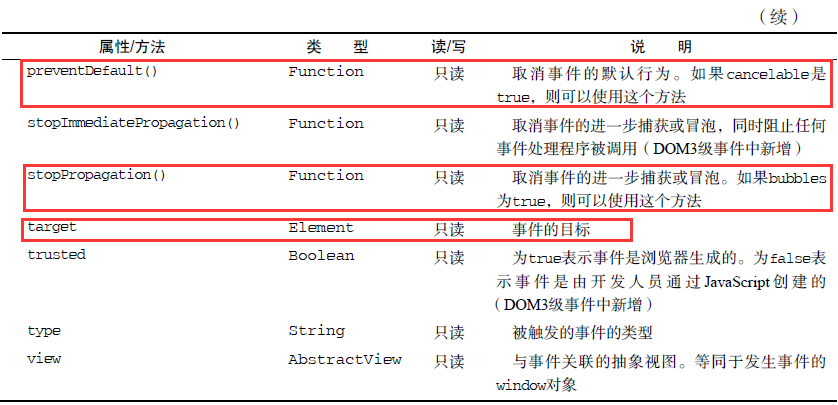 （续）
属性/方法 类 型 读/写 说 明
preventDefault() Function 只读 取消事件的默认行为。如果cancelable是
true，则可以使用这个方法
stopImmediatePropagation() Function 只读 取消事件的进一步捕获或冒泡，同时阻止任何
事件处理程序被调用（DOM3级事件中新增）
stopPropagation() Function 只读 取消事件的进一步捕获或冒泡。如果bubbles
为true，则可以使用这个方法
target Element 只读 事件的目标
trusted Boolean 只读 为true表示事件是浏览器生成的。为false表
示事件是由开发人员通过JavaScript创建的
（DOM3级事件中新增）
type String 只读 被触发的事件的类型
view AbstractView 只读 与事件关联的抽象视图。等同于发生事件的
window对象